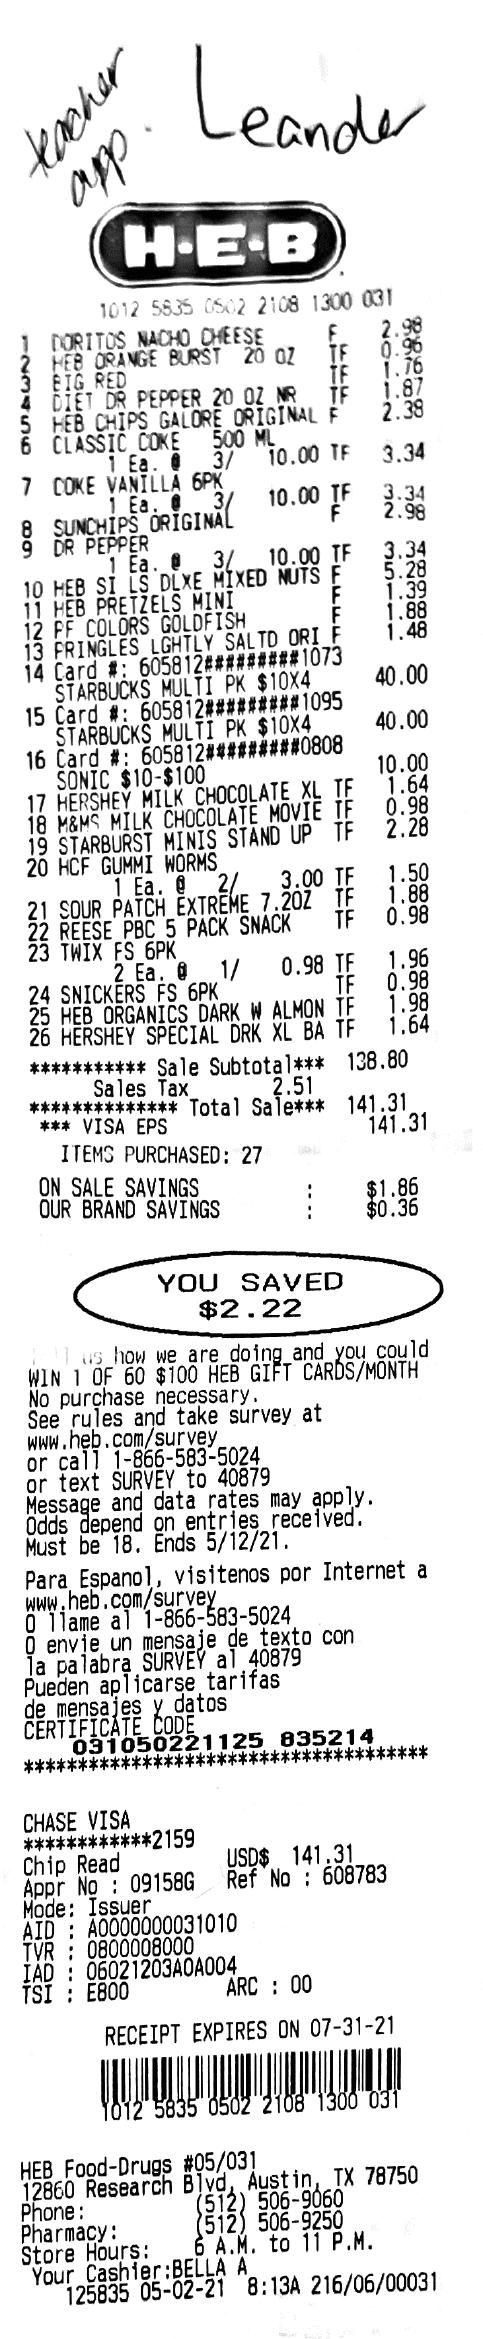 teacher app. Leander
H-E-B
1012 5835 0502 2108 1300 031
1 DORITOS NACHO CHEESE F 2.98
2 HEB ORANGE BURST 20 OZ TF 0.96
3 BIG RED TF 1.76
4 DIET DR PEPPER 20 OZ NR TF 1.87
5 HEB CHIPS GALORE ORIGINAL F 2.38
6 CLASSIC COKE 500 ML
1 Ea. @ 3/ 10.00 TF 3.34
7 COKE VANILLA 6PK
1 Ea. @ 3/ 10.00 TF 3.34
8 SUNCHIPS ORIGINAL F 2.98
9 DR PEPPER
1 Ea. @ 3/ 10.00 TF 3.34
10 HEB SI LS DLXE MIXED NUTS F 5.28
11 HEB PRETZELS MINI F 1.39
12 PF COLORS GOLDFISH F 1.88
13 PRINGLES LGHTLY SALTD ORI F 1.48
14 Card #: 605812#########1073
STARBUCKS MULTI PK $10X4 40.00
15 Card #: 605812#########1095
STARBUCKS MULTI PK $10X4 40.00
16 Card #: 605812#########0808
SONIC $10-$100 10.00
17 HERSHEY MILK CHOCOLATE XL TF 1.64
18 M&MS MILK CHOCOLATE MOVIE TF 0.98
19 STARBURST MINIS STAND UP TF 2.28
20 HCF GUMMI WORMS
1 Ea. @ 2/ 3.00 TF 1.50
21 SOUR PATCH EXTREME 7.2OZ TF 1.88
22 REESE PBC 5 PACK SNACK TF 0.98
23 TWIX FS 6PK
2 Ea. @ 1/ 0.98 TF 1.96
24 SNICKERS FS 6PK TF 0.98
25 HEB ORGANICS DARK W ALMON TF 1.98
26 HERSHEY SPECIAL DRK XL BA TF 1.64
*********** Sale Subtotal*** 138.80
Sales Tax 2.51
************** Total Sale*** 141.31
*** VISA EPS 141.31
ITEMS PURCHASED: 27
ON SALE SAVINGS : $1.86
OUR BRAND SAVINGS : $0.36
YOU SAVED
$2.22
us how we are doing and you could
WIN 1 OF 60 $100 HEB GIFT CARDS/MONTH
No purchase necessary.
See rules and take survey at
www.heb.com/survey
or call 1-866-583-5024
or text SURVEY to 40879
Message and data rates may apply.
Odds depend on entries received.
Must be 18. Ends 5/12/21.
Para Espanol, visitenos por Internet a
www.heb.com/survey
O llame al 1-866-583-5024
O envie un mensaje de texto con
la palabra SURVEY al 40879
Pueden aplicarse tarifas
de mensajes y datos
CERTIFICATE CODE
031050221125 835214
*************************************
CHASE VISA
************2159
Chip Read USD$ 141.31
Appr No : 09158G Ref No : 608783
Mode: Issuer
AID : A0000000031010
TVR : 0800008000
IAD : 06021203A0A004
TSI : E800 ARC : 00
RECEIPT EXPIRES ON 07-31-21
1012 5835 0502 2108 1300 031
HEB Food-Drugs #05/031
12860 Research Blvd, Austin, TX 78750
Phone: (512) 506-9060
Pharmacy: (512) 506-9250
Store Hours: 6 A.M. to 11 P.M.
Your Cashier:BELLA A
125835 05-02-21 8:13A 216/06/00031